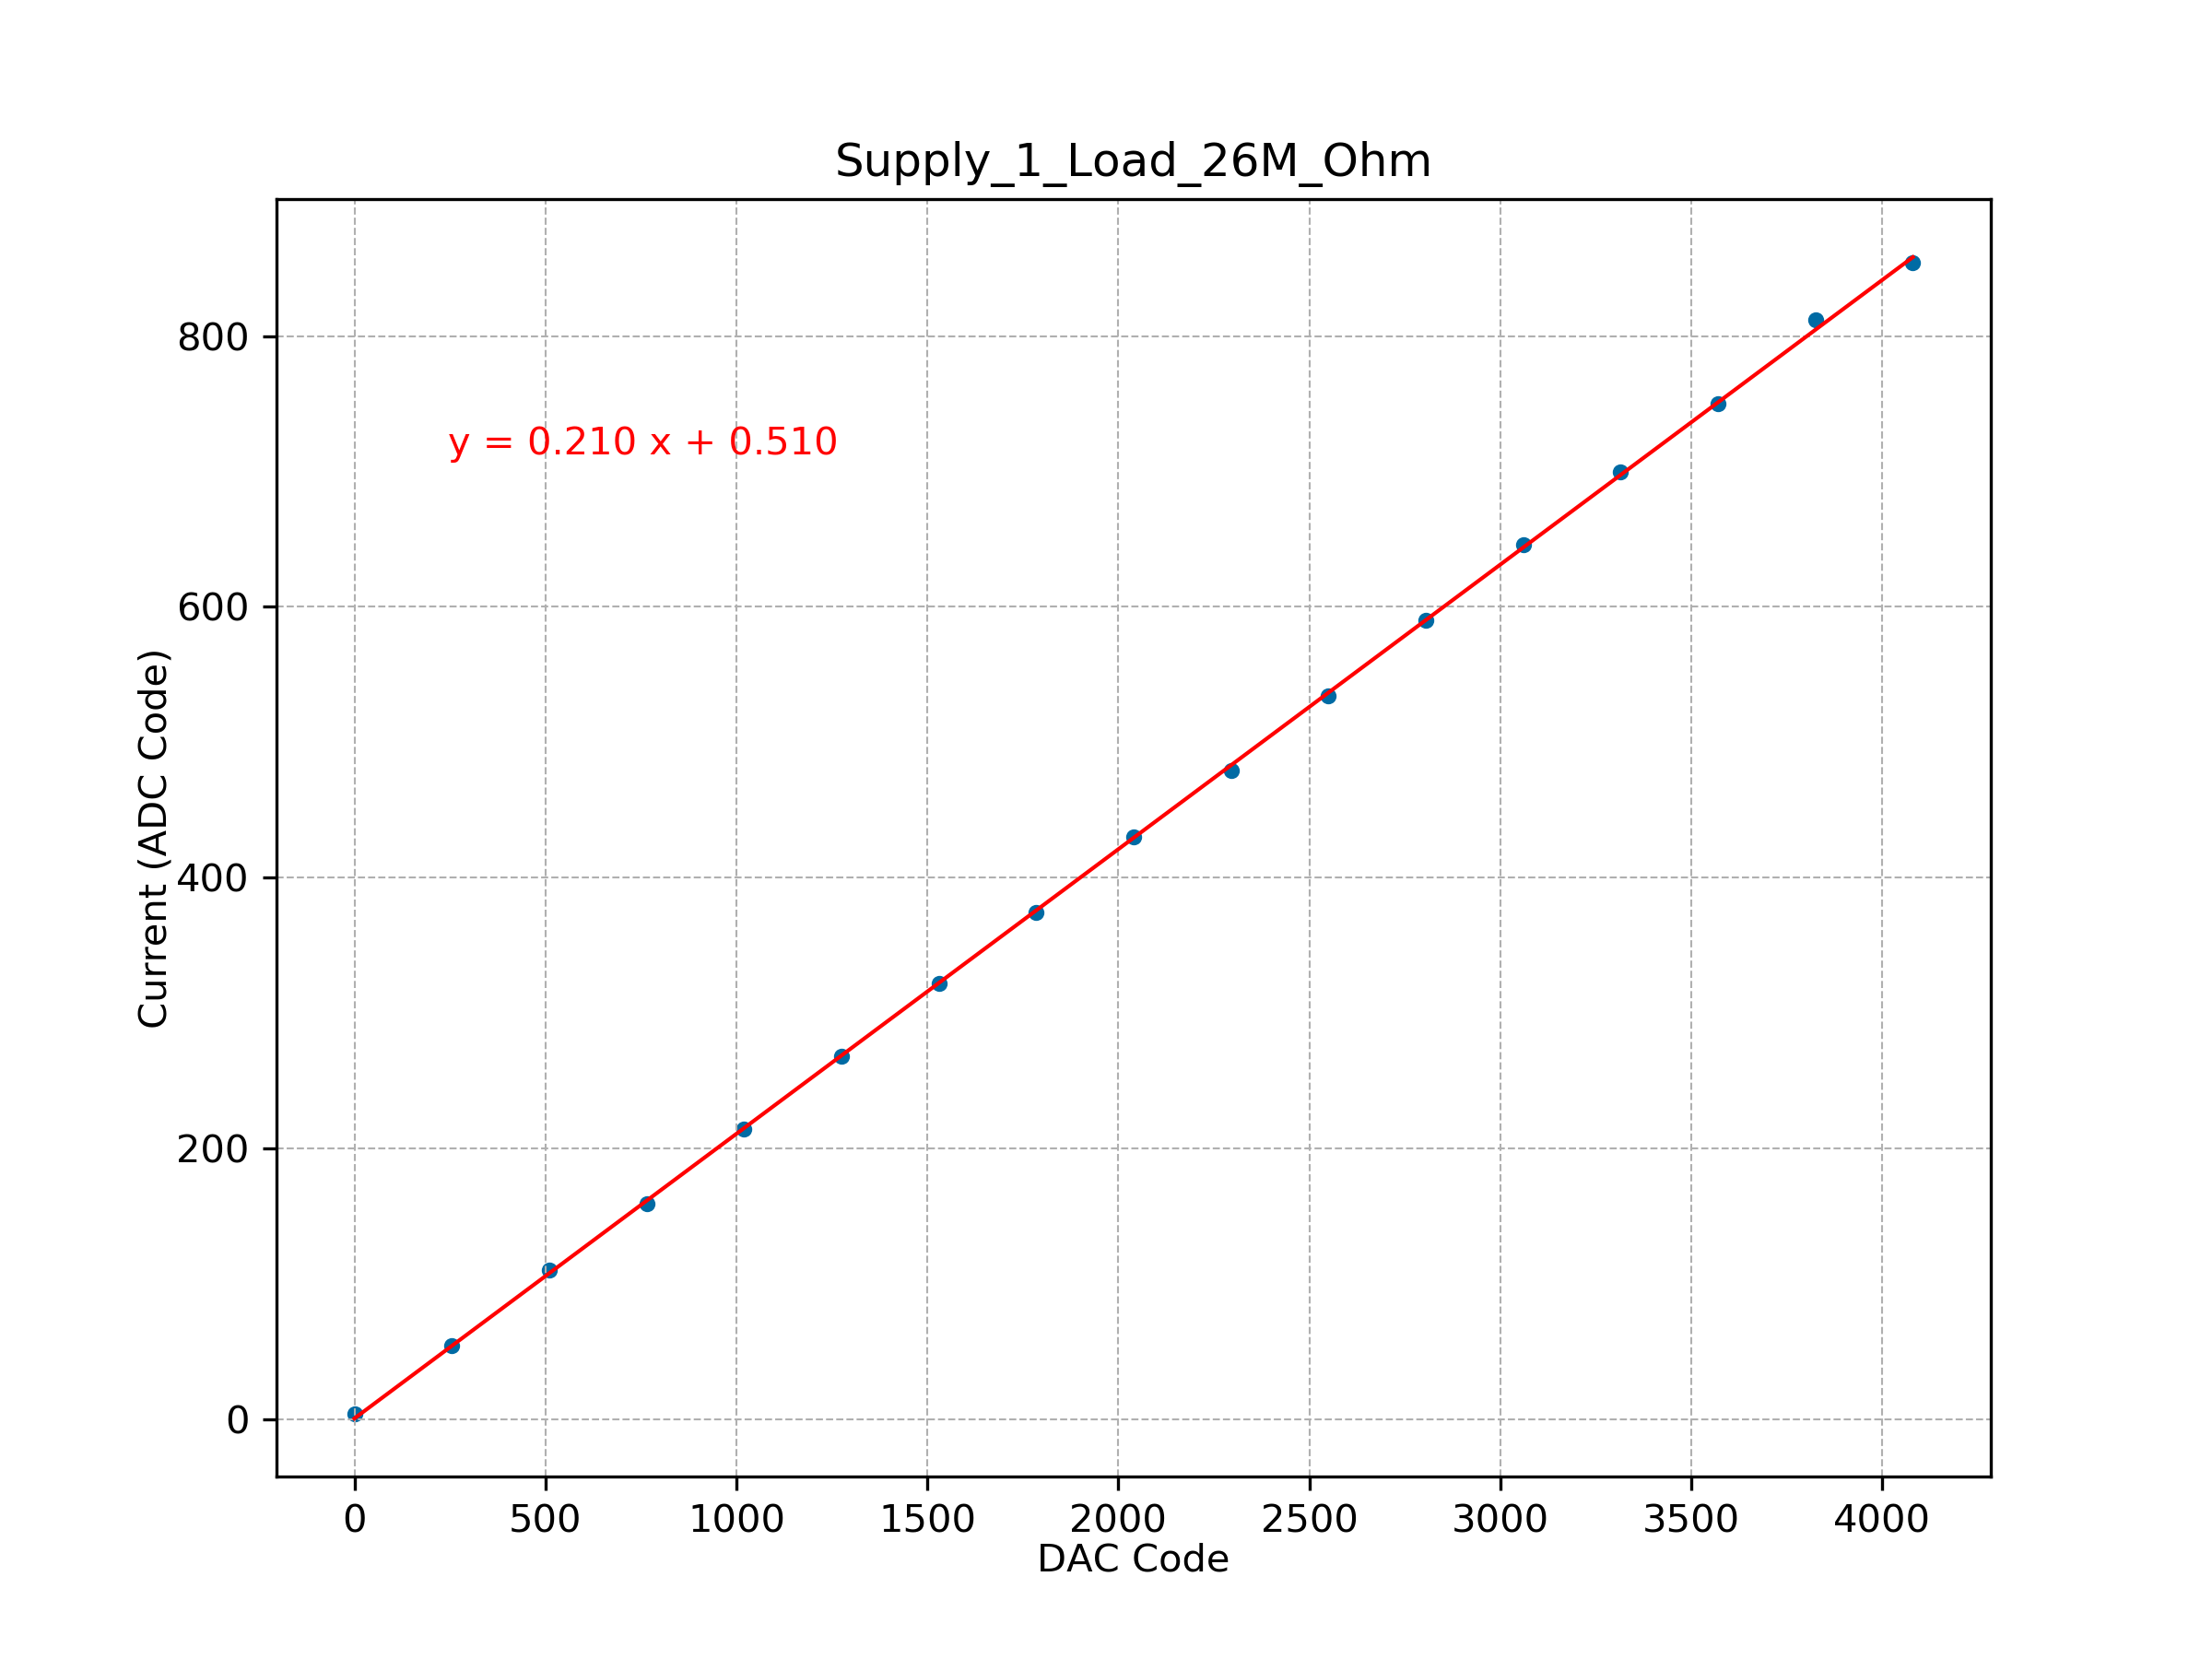 Supply_1_Load_26M_Ohm
y = 0.210 x + 0.510
Current (ADC Code)
800
600
400
200
0
0 500 1000 1500 2000 2500 3000 3500 4000
DAC Code